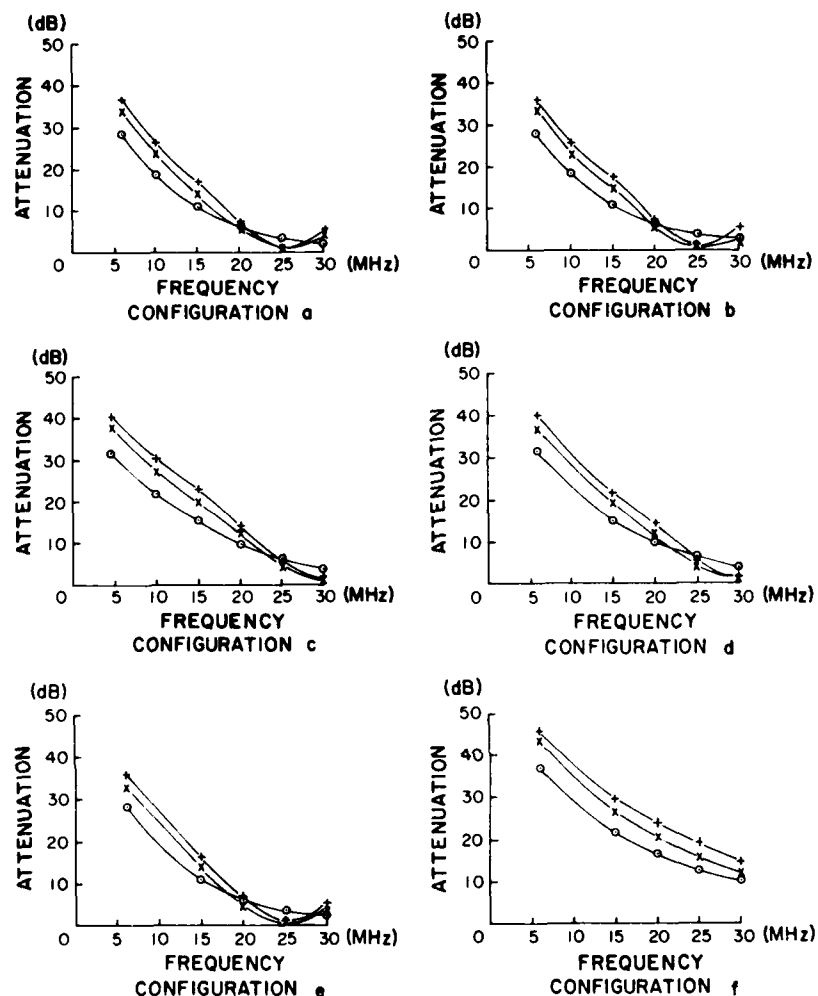 (dB)
50
40
30
20
10
0
5 10 15 20 25 30 (MHz)
ATTENUATION
FREQUENCY
CONFIGURATION a
(dB)
50
40
30
20
10
0
5 10 15 20 25 30 (MHz)
ATTENUATION
FREQUENCY
CONFIGURATION b
(dB)
50
40
30
20
10
0
5 10 15 20 25 30 (MHz)
ATTENUATION
FREQUENCY
CONFIGURATION c
(dB)
50
40
30
20
10
0
5 10 15 20 25 30 (MHz)
ATTENUATION
FREQUENCY
CONFIGURATION d
(dB)
50
40
30
20
10
0
5 10 15 20 25 30 (MHz)
ATTENUATION
FREQUENCY
CONFIGURATION e
(dB)
50
40
30
20
10
0
5 10 15 20 25 30 (MHz)
ATTENUATION
FREQUENCY
CONFIGURATION f